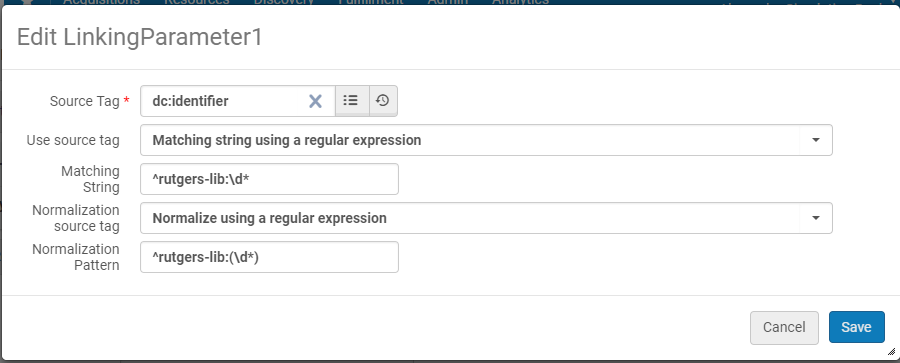 Acquisitions Resources Discovery Fulfilment Admin Analytics
Edit LinkingParameter1
Source Tag * dc:identifier
Use source tag Matching string using a regular expression
Matching
String ^rutgers-lib:\d*
Normalization
source tag Normalize using a regular expression
Normalization
Pattern ^rutgers-lib:(\d*)
Cancel Save